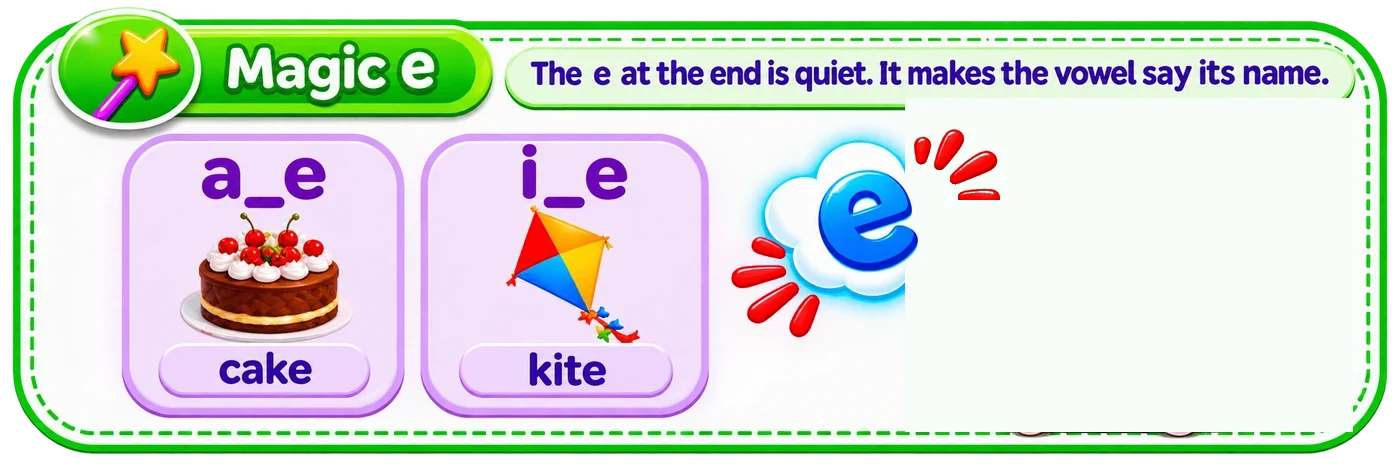 Magic e
The e at the end is quiet. It makes the vowel say its name.
a_e
i_e
e
cake
kite